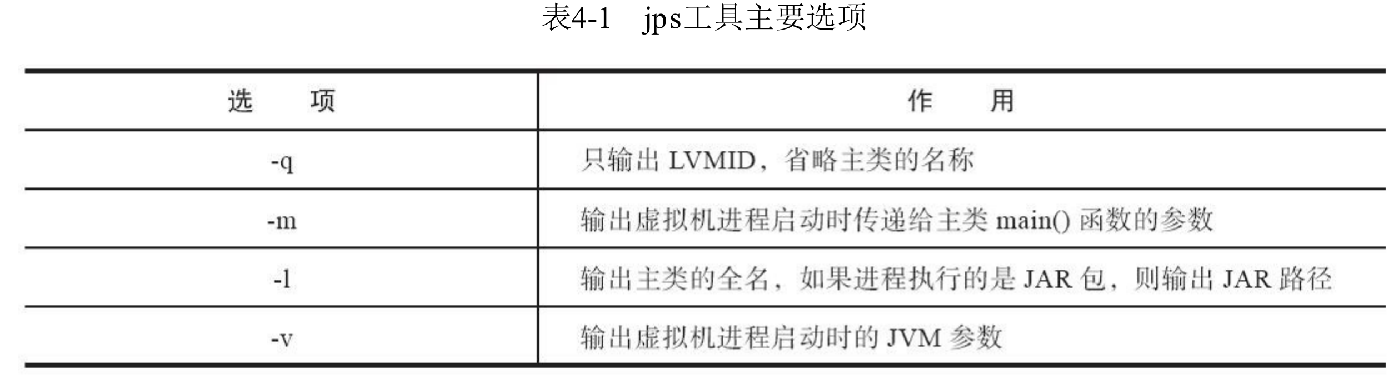 表4-1 jps工具主要选项
选 项 作 用
-q 只输出 LVMID，省略主类的名称
-m 输出虚拟机进程启动时传递给主类 main() 函数的参数
-l 输出主类的全名，如果进程执行的是 JAR 包，则输出 JAR 路径
-v 输出虚拟机进程启动时的 JVM 参数